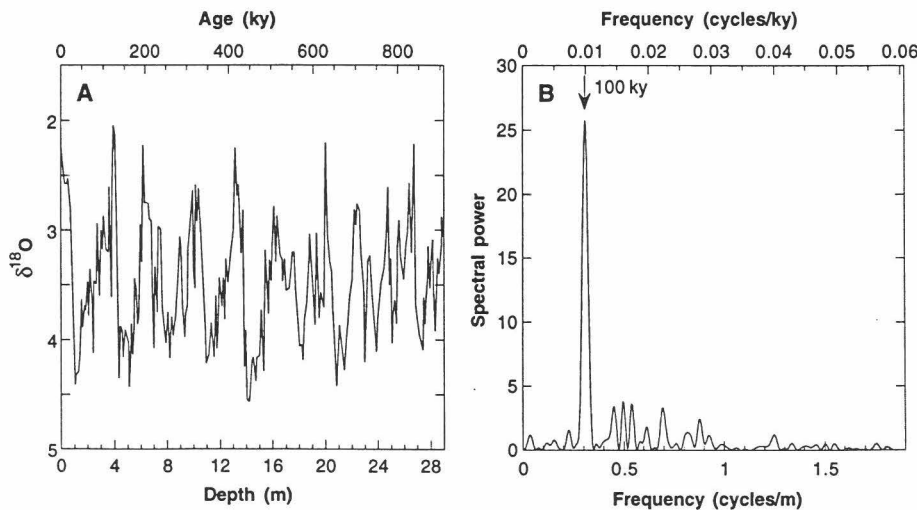 Age (ky)
0 200 400 600 800
A
2
3
4
5
δ18O
0 4 8 12 16 20 24 28
Depth (m)
Frequency (cycles/ky)
0 0.01 0.02 0.03 0.04 0.05 0.06
B
100 ky
30
25
20
15
10
5
0
Spectral power
0 0.5 1 1.5
Frequency (cycles/m)